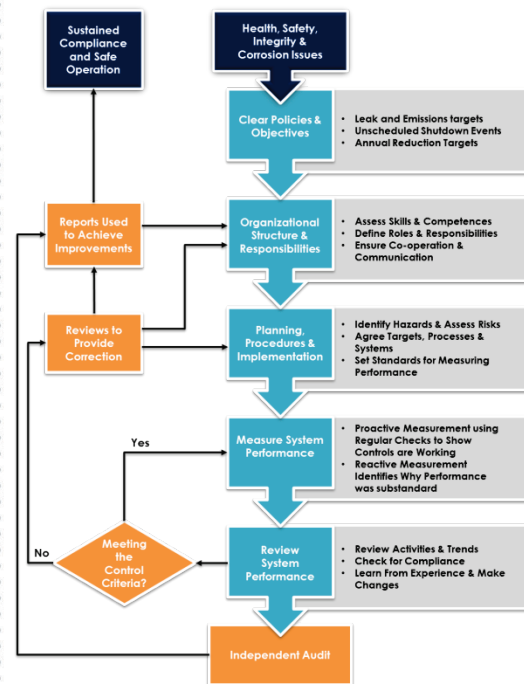 Sustained
Compliance
and Safe
Operation
Health, Safety,
Integrity &
Corrosion Issues
Clear Policies &
Objectives
• Leak and Emissions targets
• Unscheduled Shutdown Events
• Annual Reduction Targets
Reports Used
to Achieve
Improvements
Organizational
Structure &
Responsibilities
• Assess Skills & Competences
• Define Roles & Responsibilities
• Ensure Co-operation &
Communication
Reviews to
Provide
Correction
Planning,
Procedures &
Implementation
• Identify Hazards & Assess Risks
• Agree Targets, Processes &
Systems
• Set Standards for Measuring
Performance
Yes
Measure System
Performance
• Proactive Measurement using
Regular Checks to Show
Controls are Working
• Reactive Measurement
Identifies Why Performance
was substandard
No
Meeting
the
Control
Criteria?
Review
System
Performance
• Review Activities & Trends
• Check for Compliance
• Learn From Experience & Make
Changes
Independent Audit